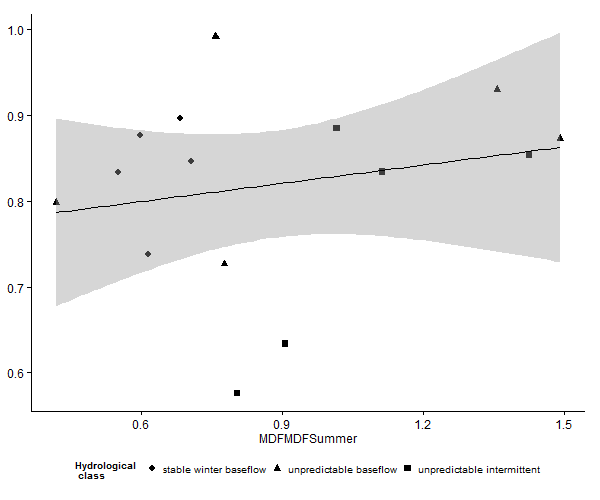 1.0
0.9
0.8
0.7
0.6
0.6 0.9 1.2 1.5
MDFMDFSummer
Hydrological
class
stable winter baseflow unpredictable baseflow unpredictable intermittent